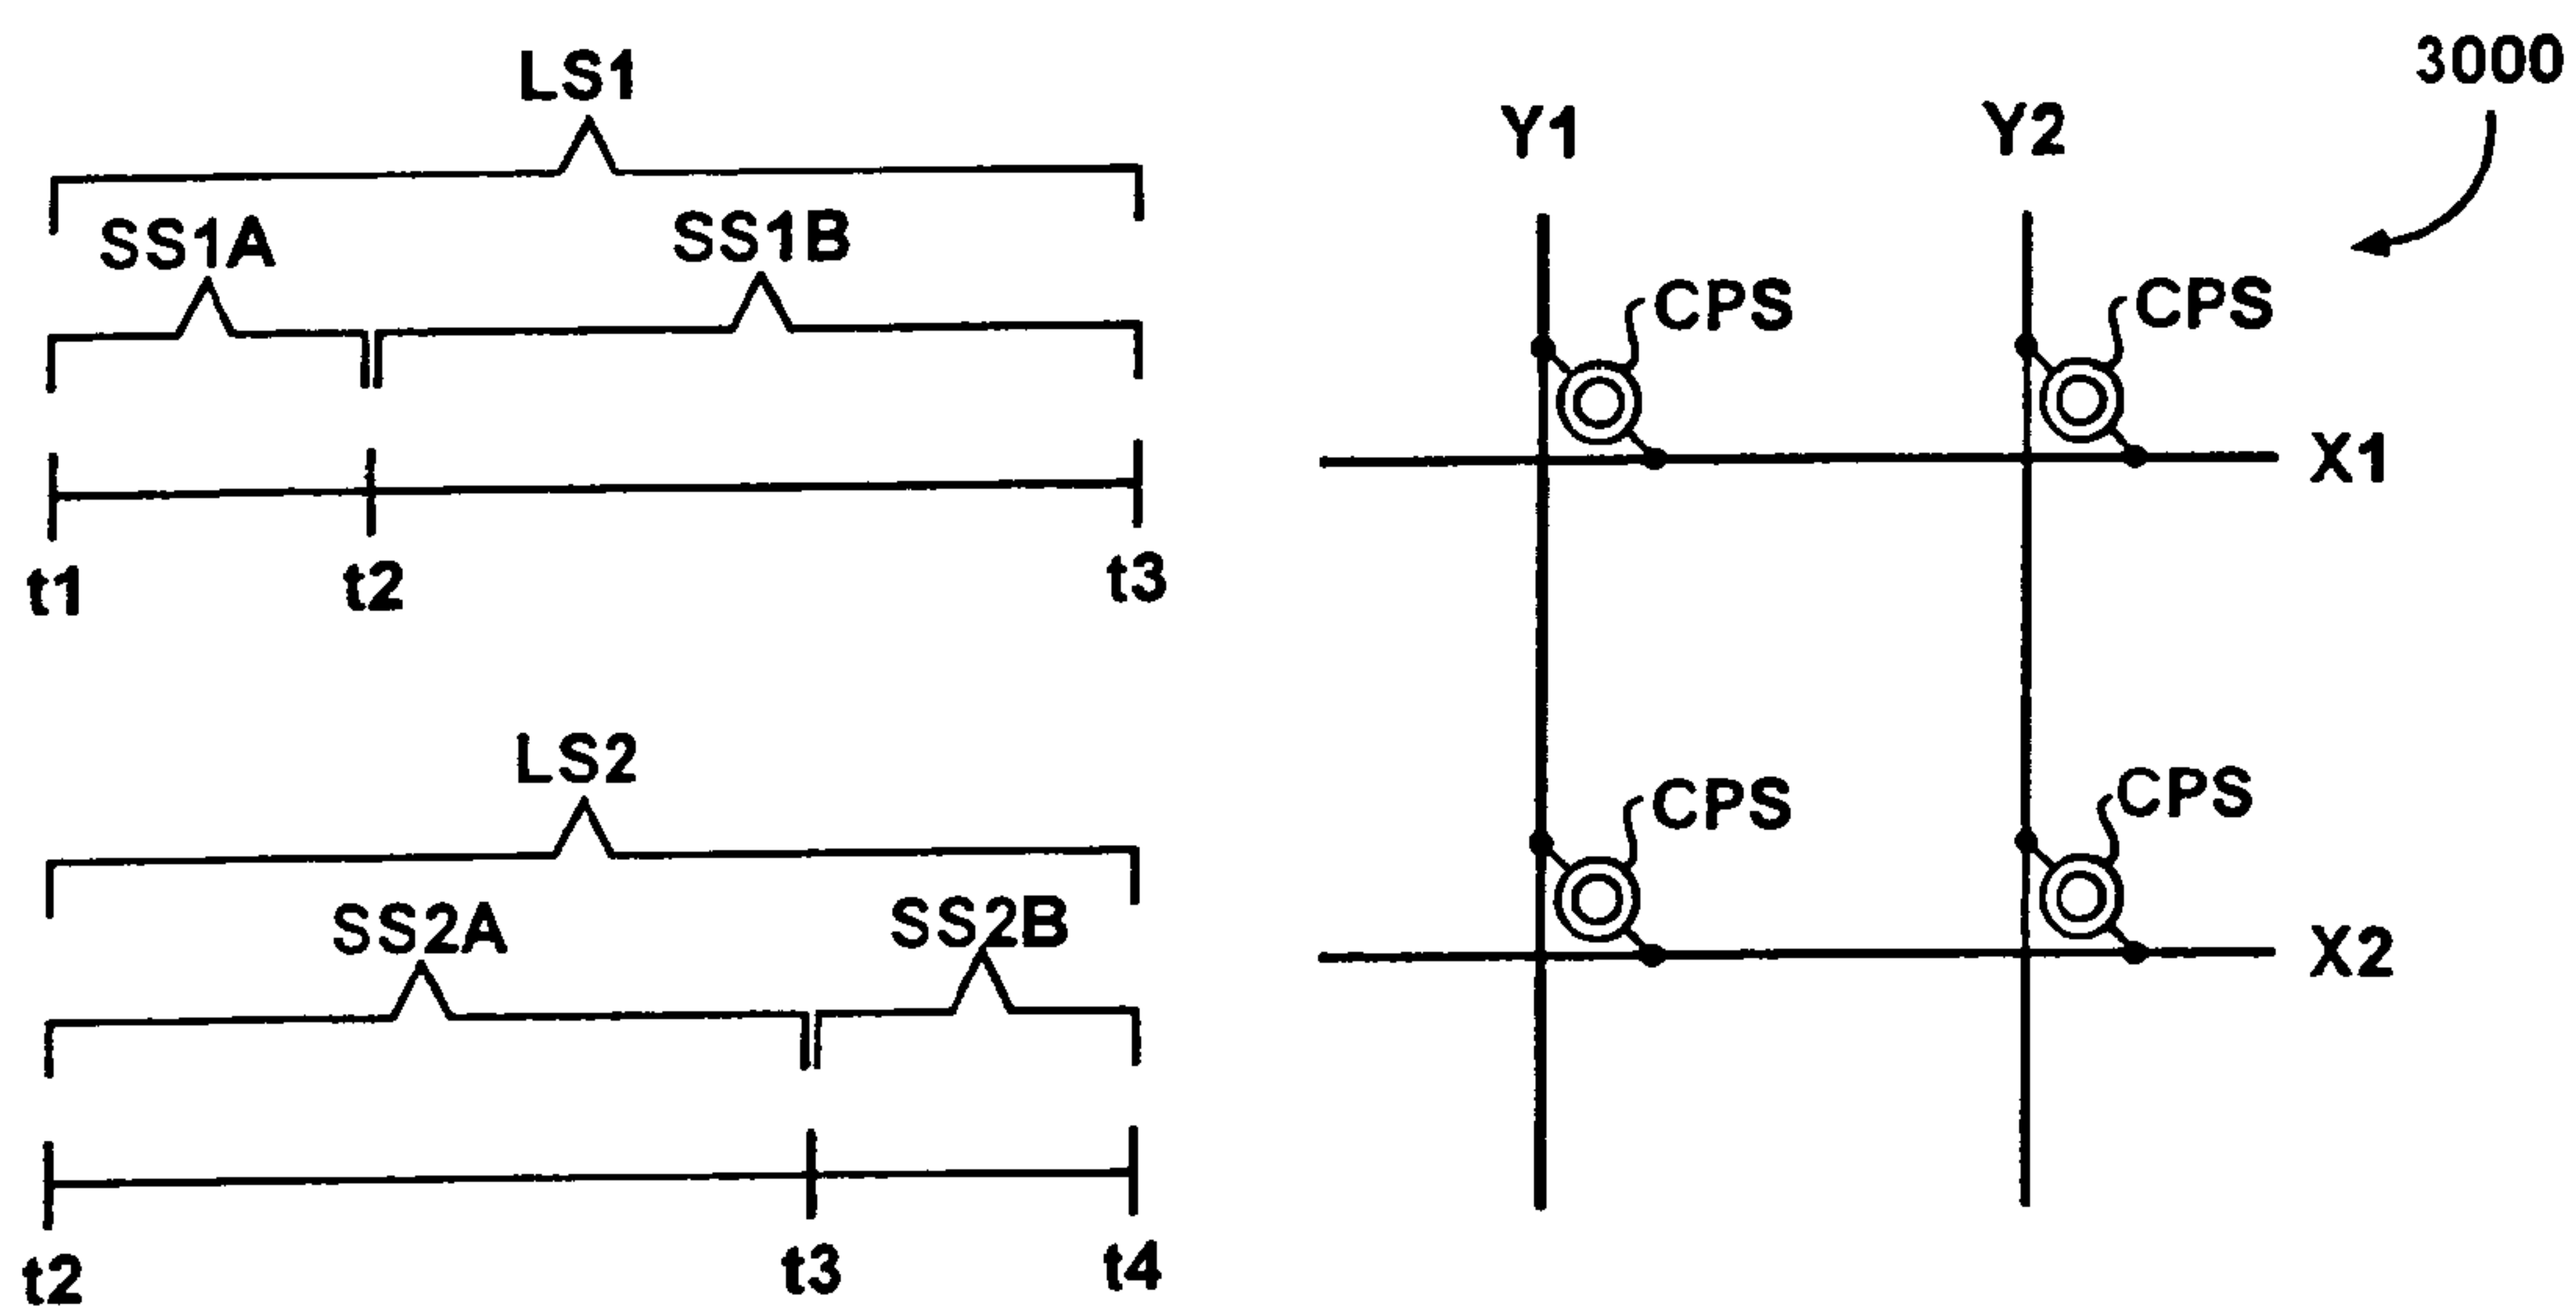 3000
LS1
Y1 Y2
SS1A SS1B
CPS CPS
X1
t1 t2 t3
LS2
CPS CPS
SS2A SS2B
X2
t2 t3 t4